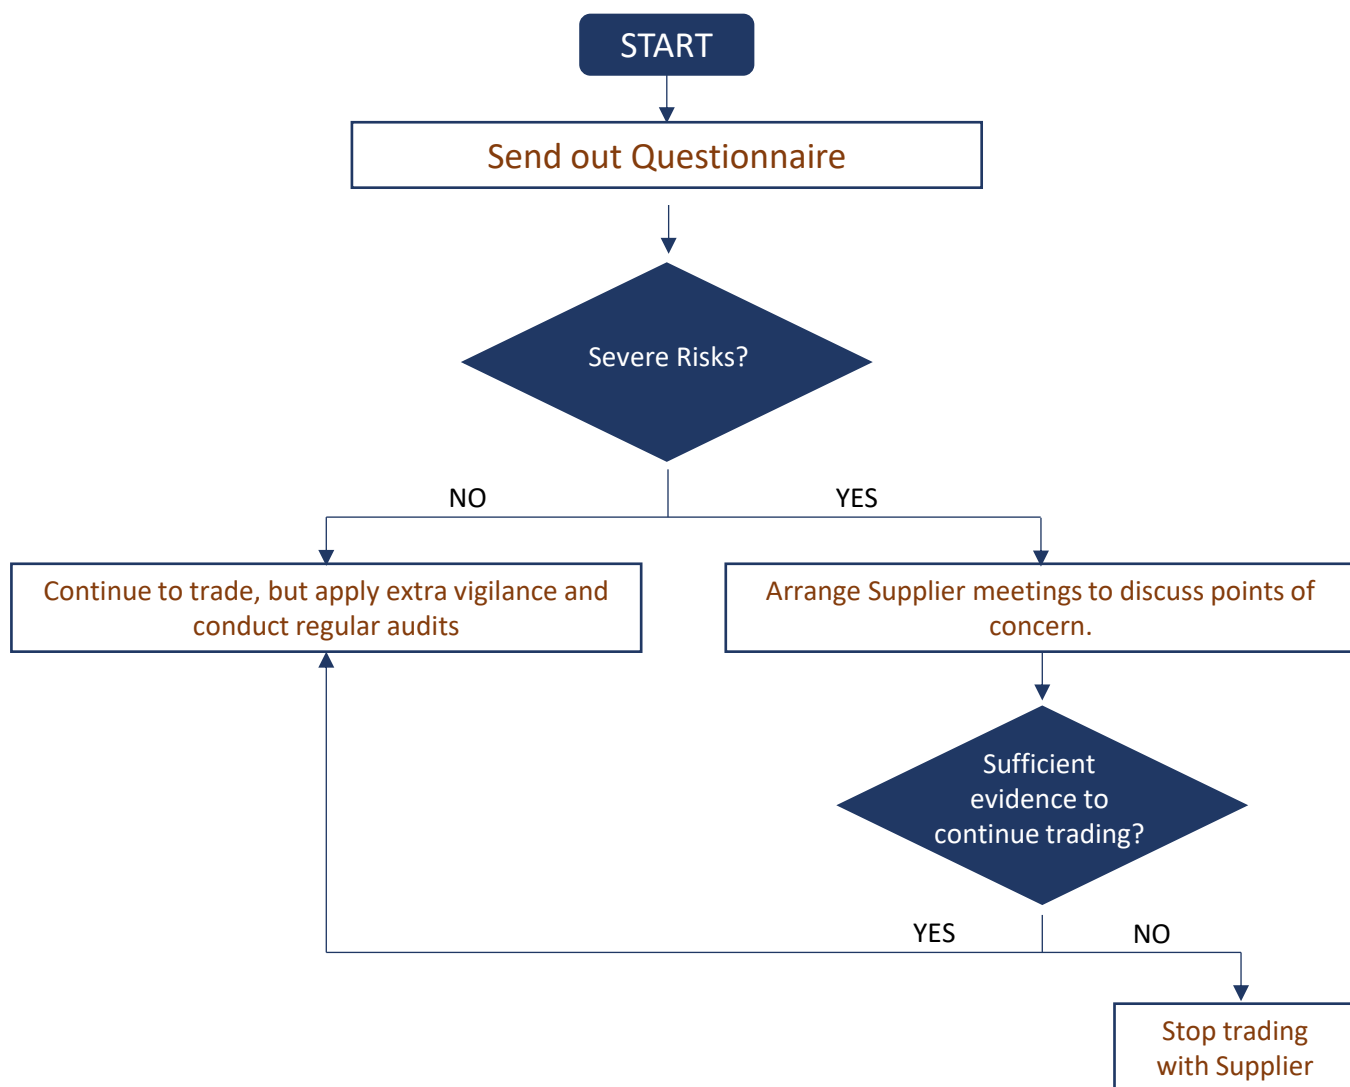 START
Send out Questionnaire
Severe Risks?
NO
YES
Continue to trade, but apply extra vigilance and
conduct regular audits
Arrange Supplier meetings to discuss points of
concern.
Sufficient
evidence to
continue trading?
YES
NO
Stop trading
with Supplier